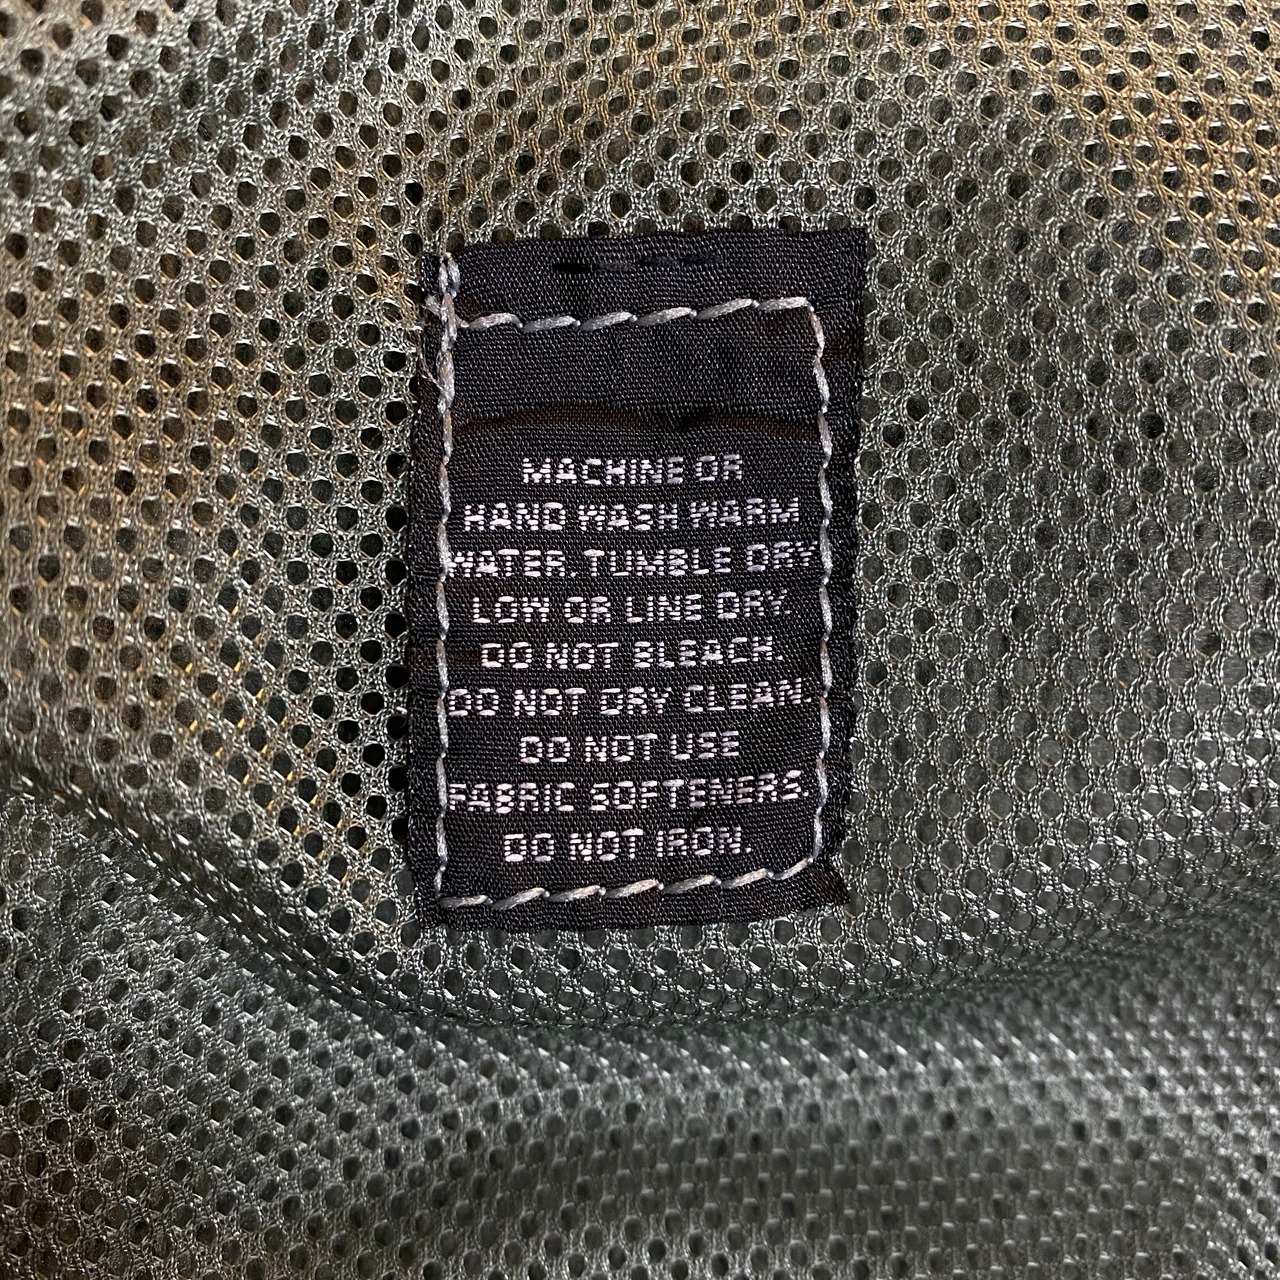 MACHINE OR
HAND WASH WARM
WATER. TUMBLE DRY
LOW OR LINE DRY.
DO NOT BLEACH.
DO NOT DRY CLEAN.
DO NOT USE
FABRIC SOFTENERS.
DO NOT IRON.